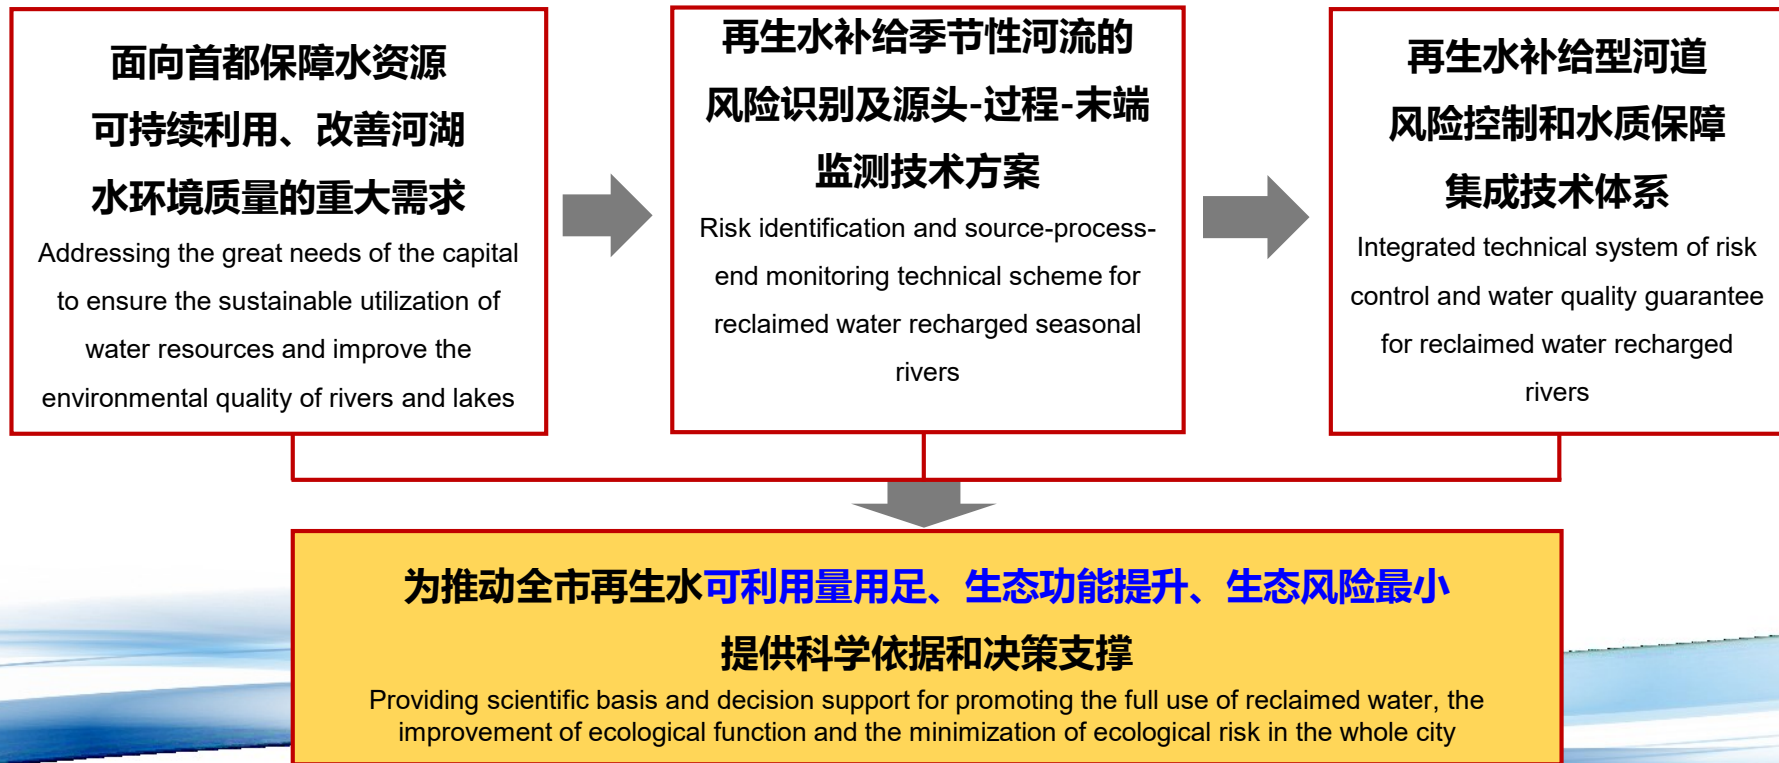 面向首都保障水资源
可持续利用、改善河湖
水环境质量的重大需求
Addressing the great needs of the capital
to ensure the sustainable utilization of
water resources and improve the
environmental quality of rivers and lakes
再生水补给季节性河流的
风险识别及源头-过程-末端
监测技术方案
Risk identification and source-process-
end monitoring technical scheme for
reclaimed water recharged seasonal
rivers
再生水补给型河道
风险控制和水质保障
集成技术体系
Integrated technical system of risk
control and water quality guarantee
for reclaimed water recharged
rivers
为推动全市再生水可利用量用足、生态功能提升、生态风险最小
提供科学依据和决策支撑
Providing scientific basis and decision support for promoting the full use of reclaimed water, the
improvement of ecological function and the minimization of ecological risk in the whole city